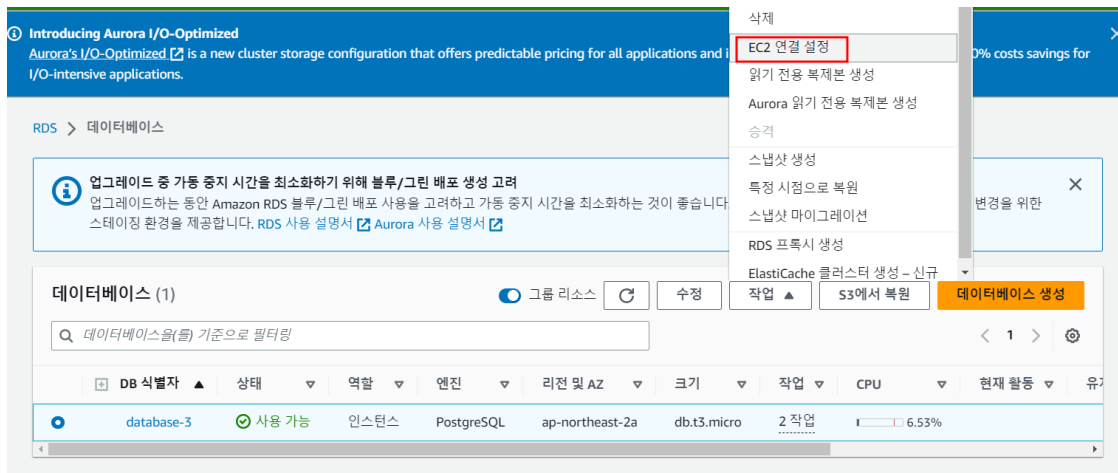 Introducing Aurora I/O-Optimized
Aurora's I/O-Optimized is a new cluster storage configuration that offers predictable pricing for all applications and i
0% costs savings for
I/O-intensive applications.
삭제
EC2 연결 설정
읽기 전용 복제본 생성
Aurora 읽기 전용 복제본 생성
승격
스냅샷 생성
특정 시점으로 복원
스냅샷 마이그레이션
RDS 프록시 생성
ElastiCache 클러스터 생성 – 신규
RDS > 데이터베이스
업그레이드 중 가동 중지 시간을 최소화하기 위해 블루/그린 배포 생성 고려
업그레이드하는 동안 Amazon RDS 블루/그린 배포 사용을 고려하고 가동 중지 시간을 최소화하는 것이 좋습니다.
변경을 위한
스테이징 환경을 제공합니다. RDS 사용 설명서 Aurora 사용 설명서
데이터베이스 (1)
그룹 리소스
수정
작업
S3에서 복원
데이터베이스 생성
데이터베이스을(를) 기준으로 필터링
1
DB 식별자 상태 역할 엔진 리전 및 AZ 크기 작업 CPU 현재 활동
database-3 사용 가능 인스턴스 PostgreSQL ap-northeast-2a db.t3.micro 2 작업 6.53%